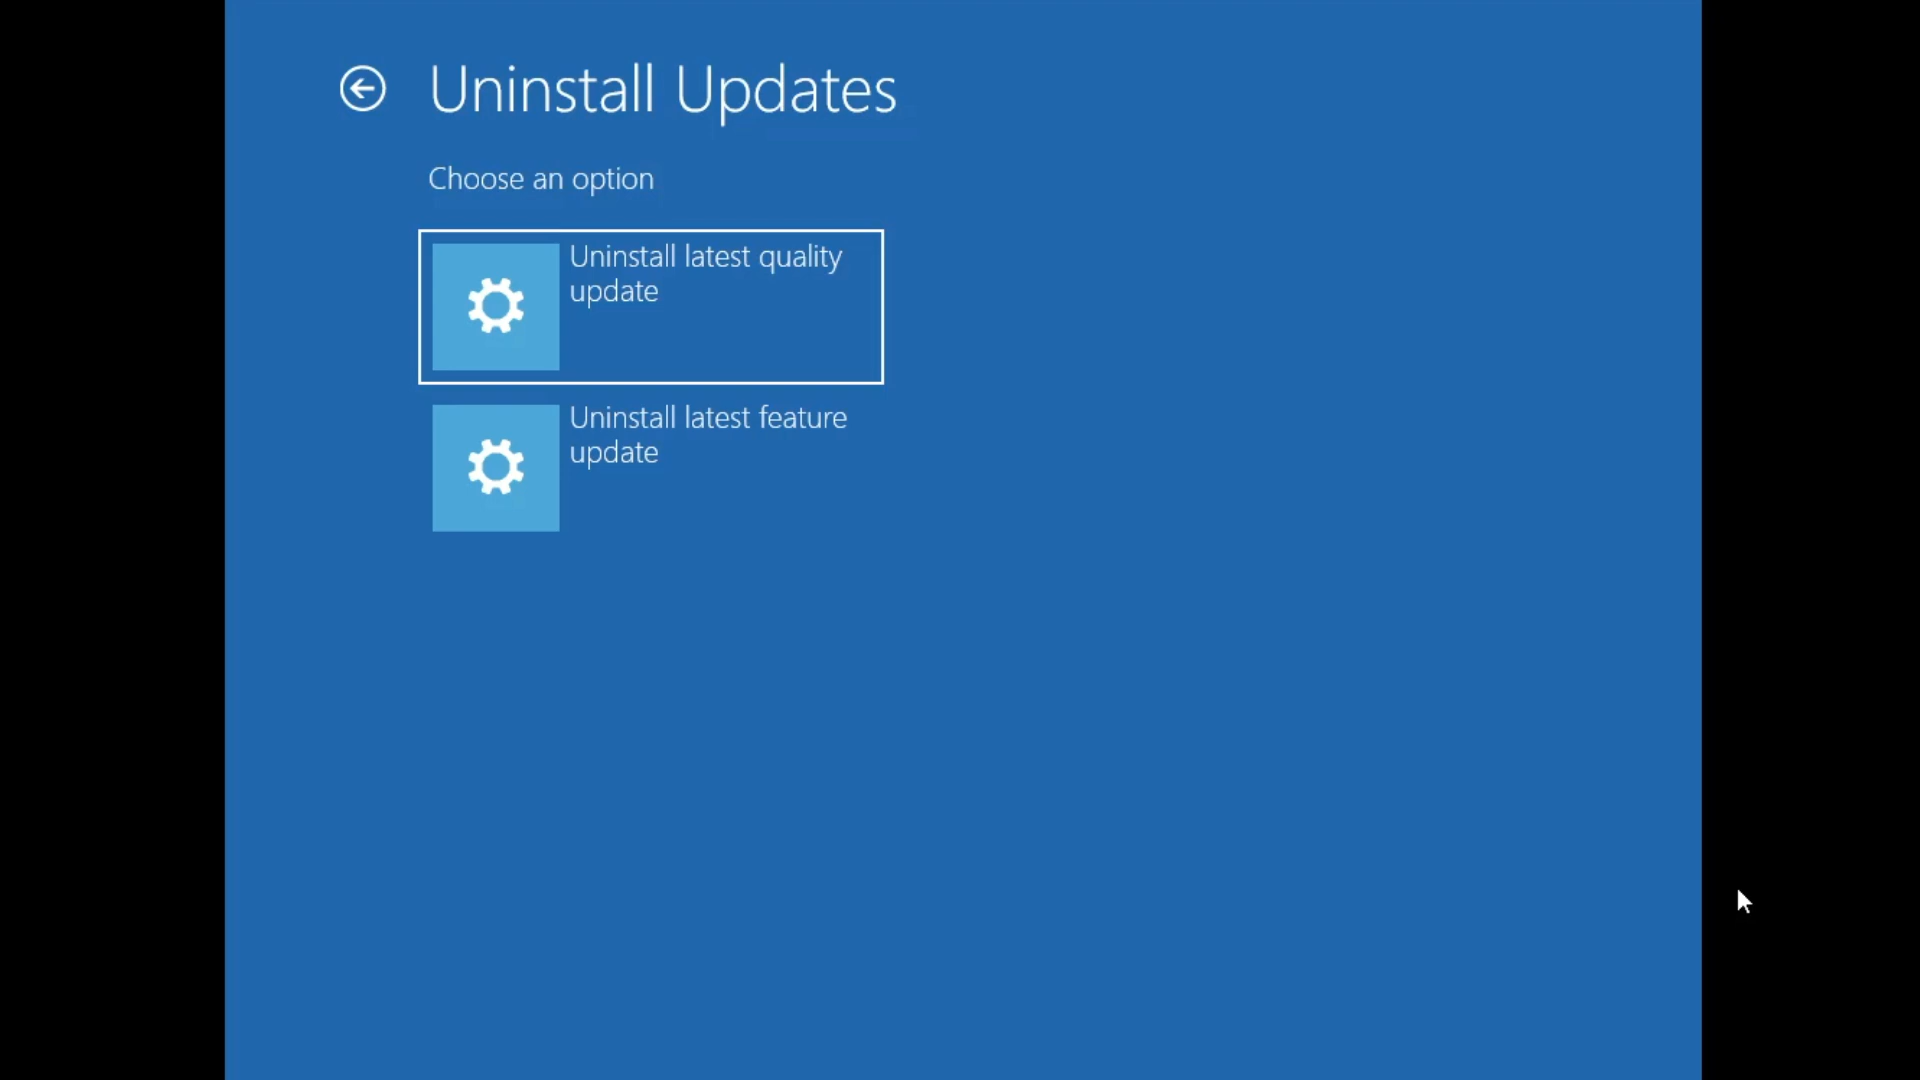 Uninstall Updates
Choose an option
Uninstall latest quality
update
Uninstall latest feature
update